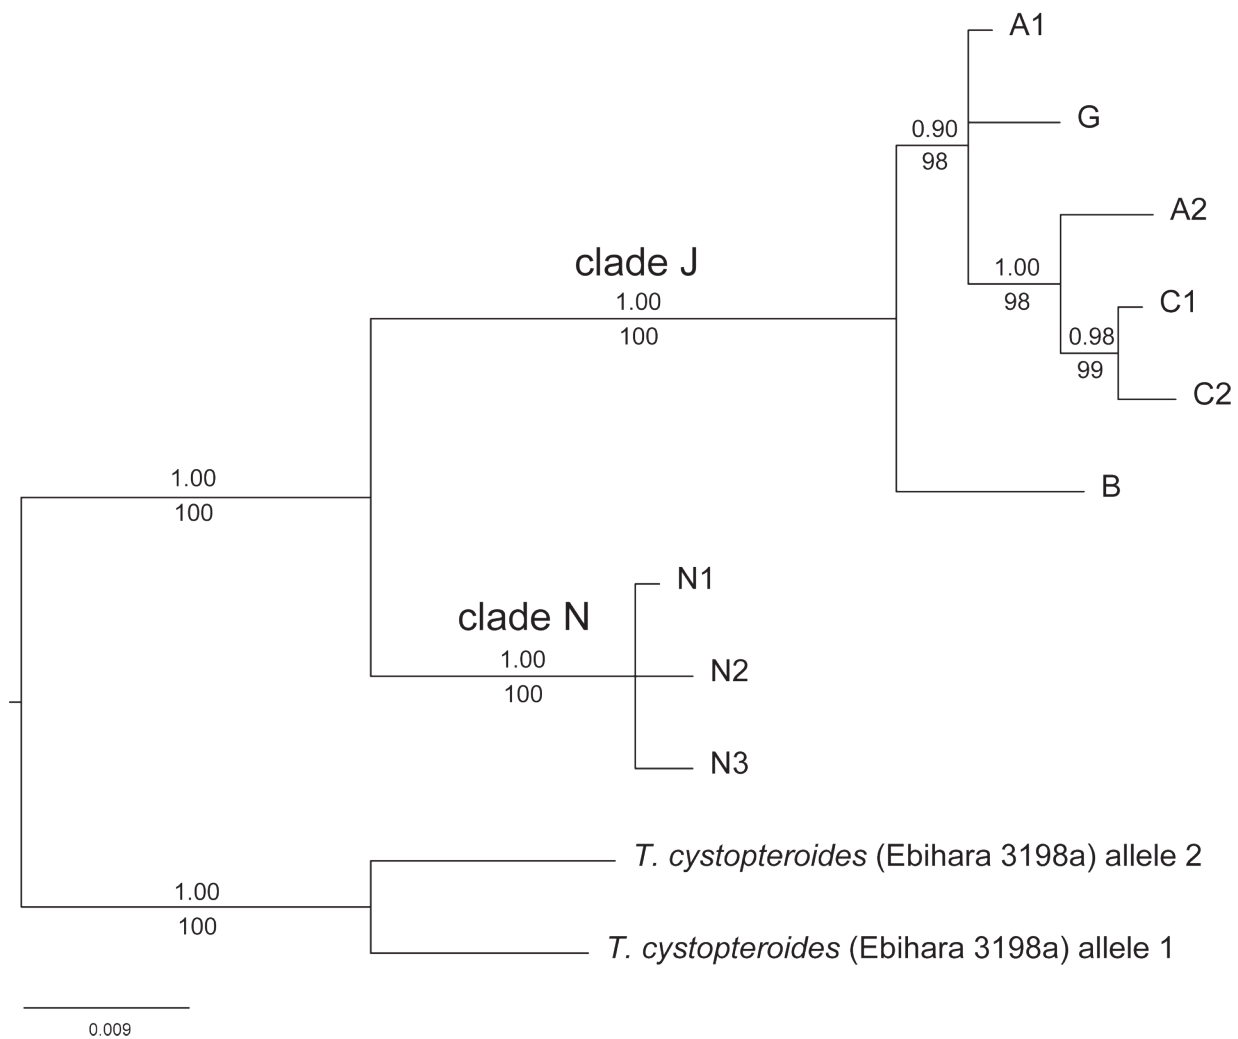 A1
G
0.90
98
A2
clade J
1.00
98
1.00
100
C1
0.98
99
C2
1.00
100
B
N1
clade N
1.00
100
N2
N3
T. cystopteroides (Ebihara 3198a) allele 2
1.00
100
T. cystopteroides (Ebihara 3198a) allele 1
0.009